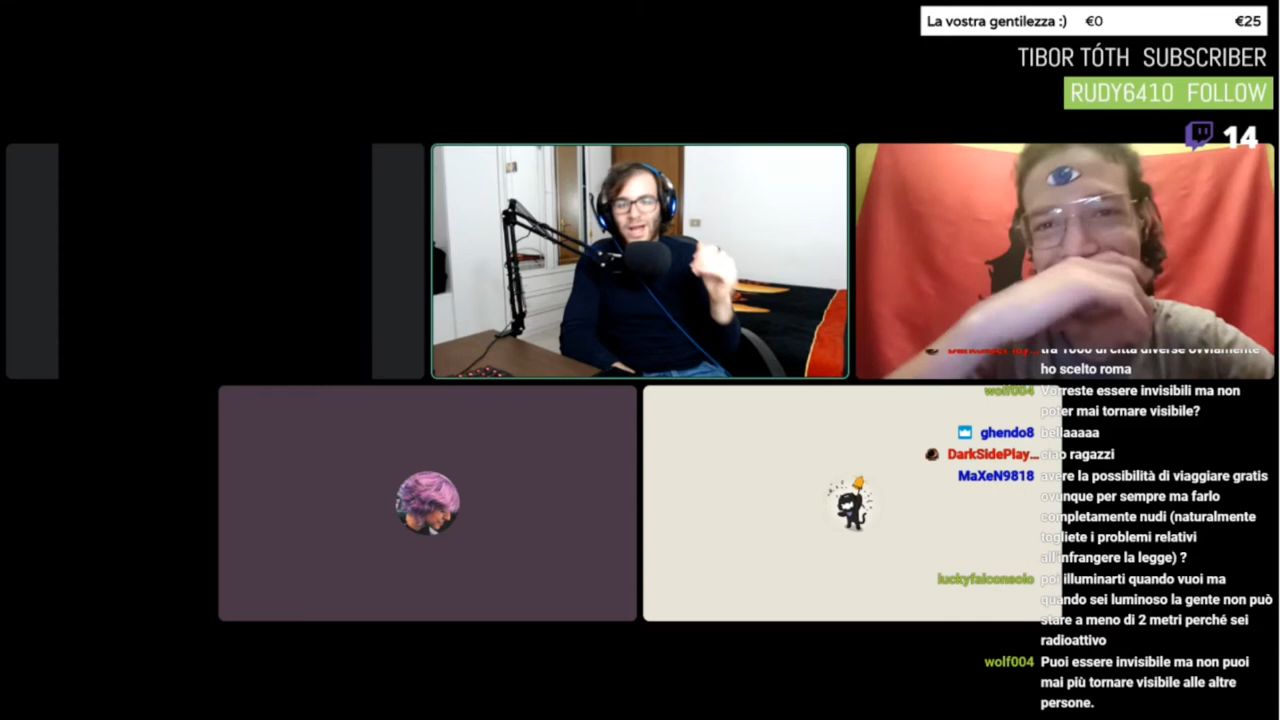 La vostra gentilezza :) €0 €25
TIBOR TÓTH SUBSCRIBER
RUDY6410 FOLLOW
14
DarkSidePlay... tra 1000 di città diverse ovviamente
ho scelto roma
wolf004 Vorreste essere invisibili ma non
poter mai tornare visibile?
ghendo8 bellaaaaa
DarkSidePlay... ciao ragazzi
MaXeN9818 avere la possibilità di viaggiare gratis
ovunque per sempre ma farlo
completamente nudi (naturalmente
togliete i problemi relativi
all'infrangere la legge) ?
luckyfalconsolo poi illuminarti quando vuoi ma
quando sei luminoso la gente non può
stare a meno di 2 metri perché sei
radioattivo
wolf004 Puoi essere invisibile ma non puoi
mai più tornare visibile alle altre
persone.